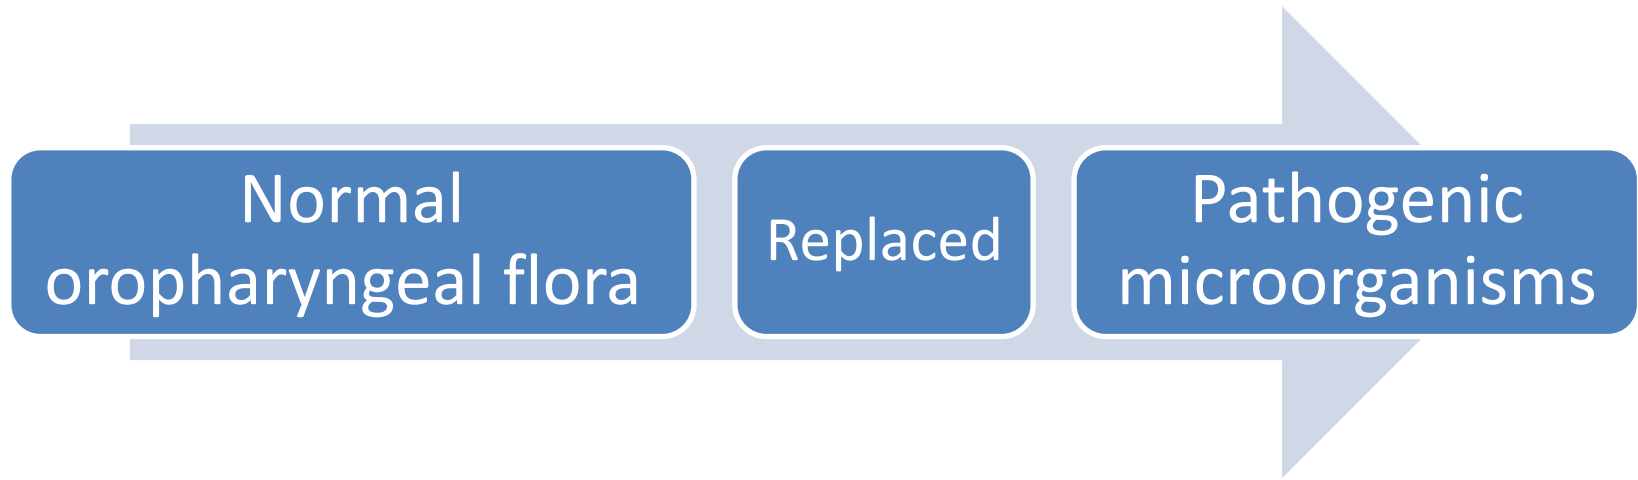 Normal
oropharyngeal flora
Replaced
Pathogenic
microorganisms